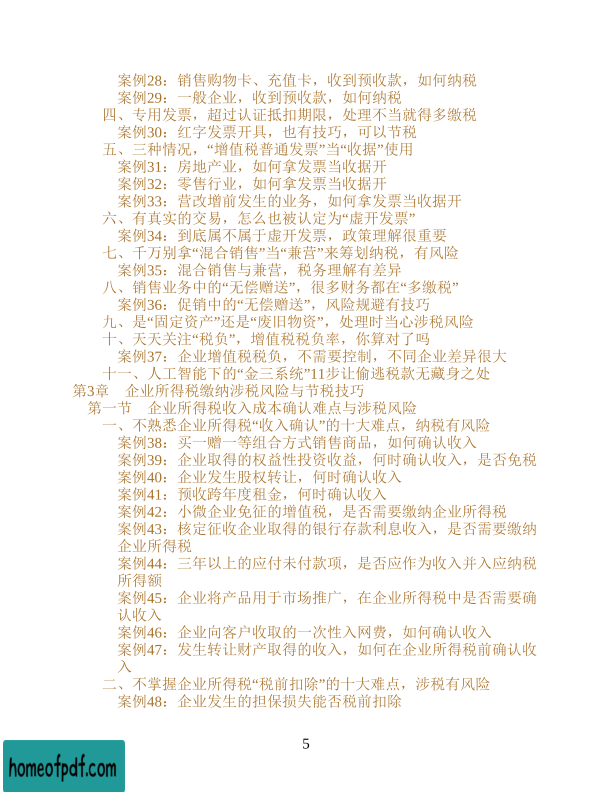 案例28：销售购物卡、充值卡，收到预收款，如何纳税
案例29：一般企业，收到预收款，如何纳税
四、专用发票，超过认证抵扣期限，处理不当就得多缴税
案例30：红字发票开具，也有技巧，可以节税
五、三种情况，“增值税普通发票”当“收据”使用
案例31：房地产业，如何拿发票当收据开
案例32：零售行业，如何拿发票当收据开
案例33：营改增前发生的业务，如何拿发票当收据开
六、有真实的交易，怎么也被认定为“虚开发票”
案例34：到底属不属于虚开发票，政策理解很重要
七、千万别拿“混合销售”当“兼营”来筹划纳税，有风险
案例35：混合销售与兼营，税务理解有差异
八、销售业务中的“无偿赠送”，很多财务都在“多缴税”
案例36：促销中的“无偿赠送”，风险规避有技巧
九、是“固定资产”还是“废旧物资”，处理时当心涉税风险
十、天天关注“税负”，增值税税负率，你算对了吗
案例37：企业增值税税负，不需要控制，不同企业差异很大
十一、人工智能下的“金三系统”11步让偷逃税款无藏身之处
第3章　企业所得税缴纳涉税风险与节税技巧
第一节　企业所得税收入成本确认难点与涉税风险
一、不熟悉企业所得税“收入确认”的十大难点，纳税有风险
案例38：买一赠一等组合方式销售商品，如何确认收入
案例39：企业取得的权益性投资收益，何时确认收入，是否免税
案例40：企业发生股权转让，何时确认收入
案例41：预收跨年度租金，何时确认收入
案例42：小微企业免征的增值税，是否需要缴纳企业所得税
案例43：核定征收企业取得的银行存款利息收入，是否需要缴纳
企业所得税
案例44：三年以上的应付未付款项，是否应作为收入并入应纳税
所得额
案例45：企业将产品用于市场推广，在企业所得税中是否需要确
认收入
案例46：企业向客户收取的一次性入网费，如何确认收入
案例47：发生转让财产取得的收入，如何在企业所得税前确认收
入
二、不掌握企业所得税“税前扣除”的十大难点，涉税有风险
案例48：企业发生的担保损失能否税前扣除
5
homeofpdf.com